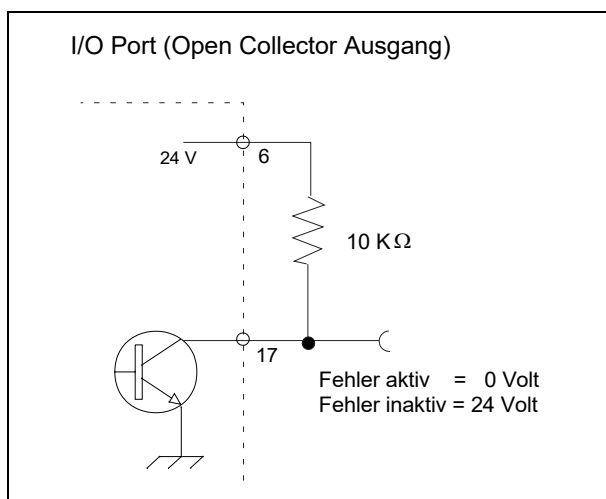 I/O Port (Open Collector Ausgang)
24 V
6
10 KΩ
17
Fehler aktiv = 0 Volt
Fehler inaktiv = 24 Volt